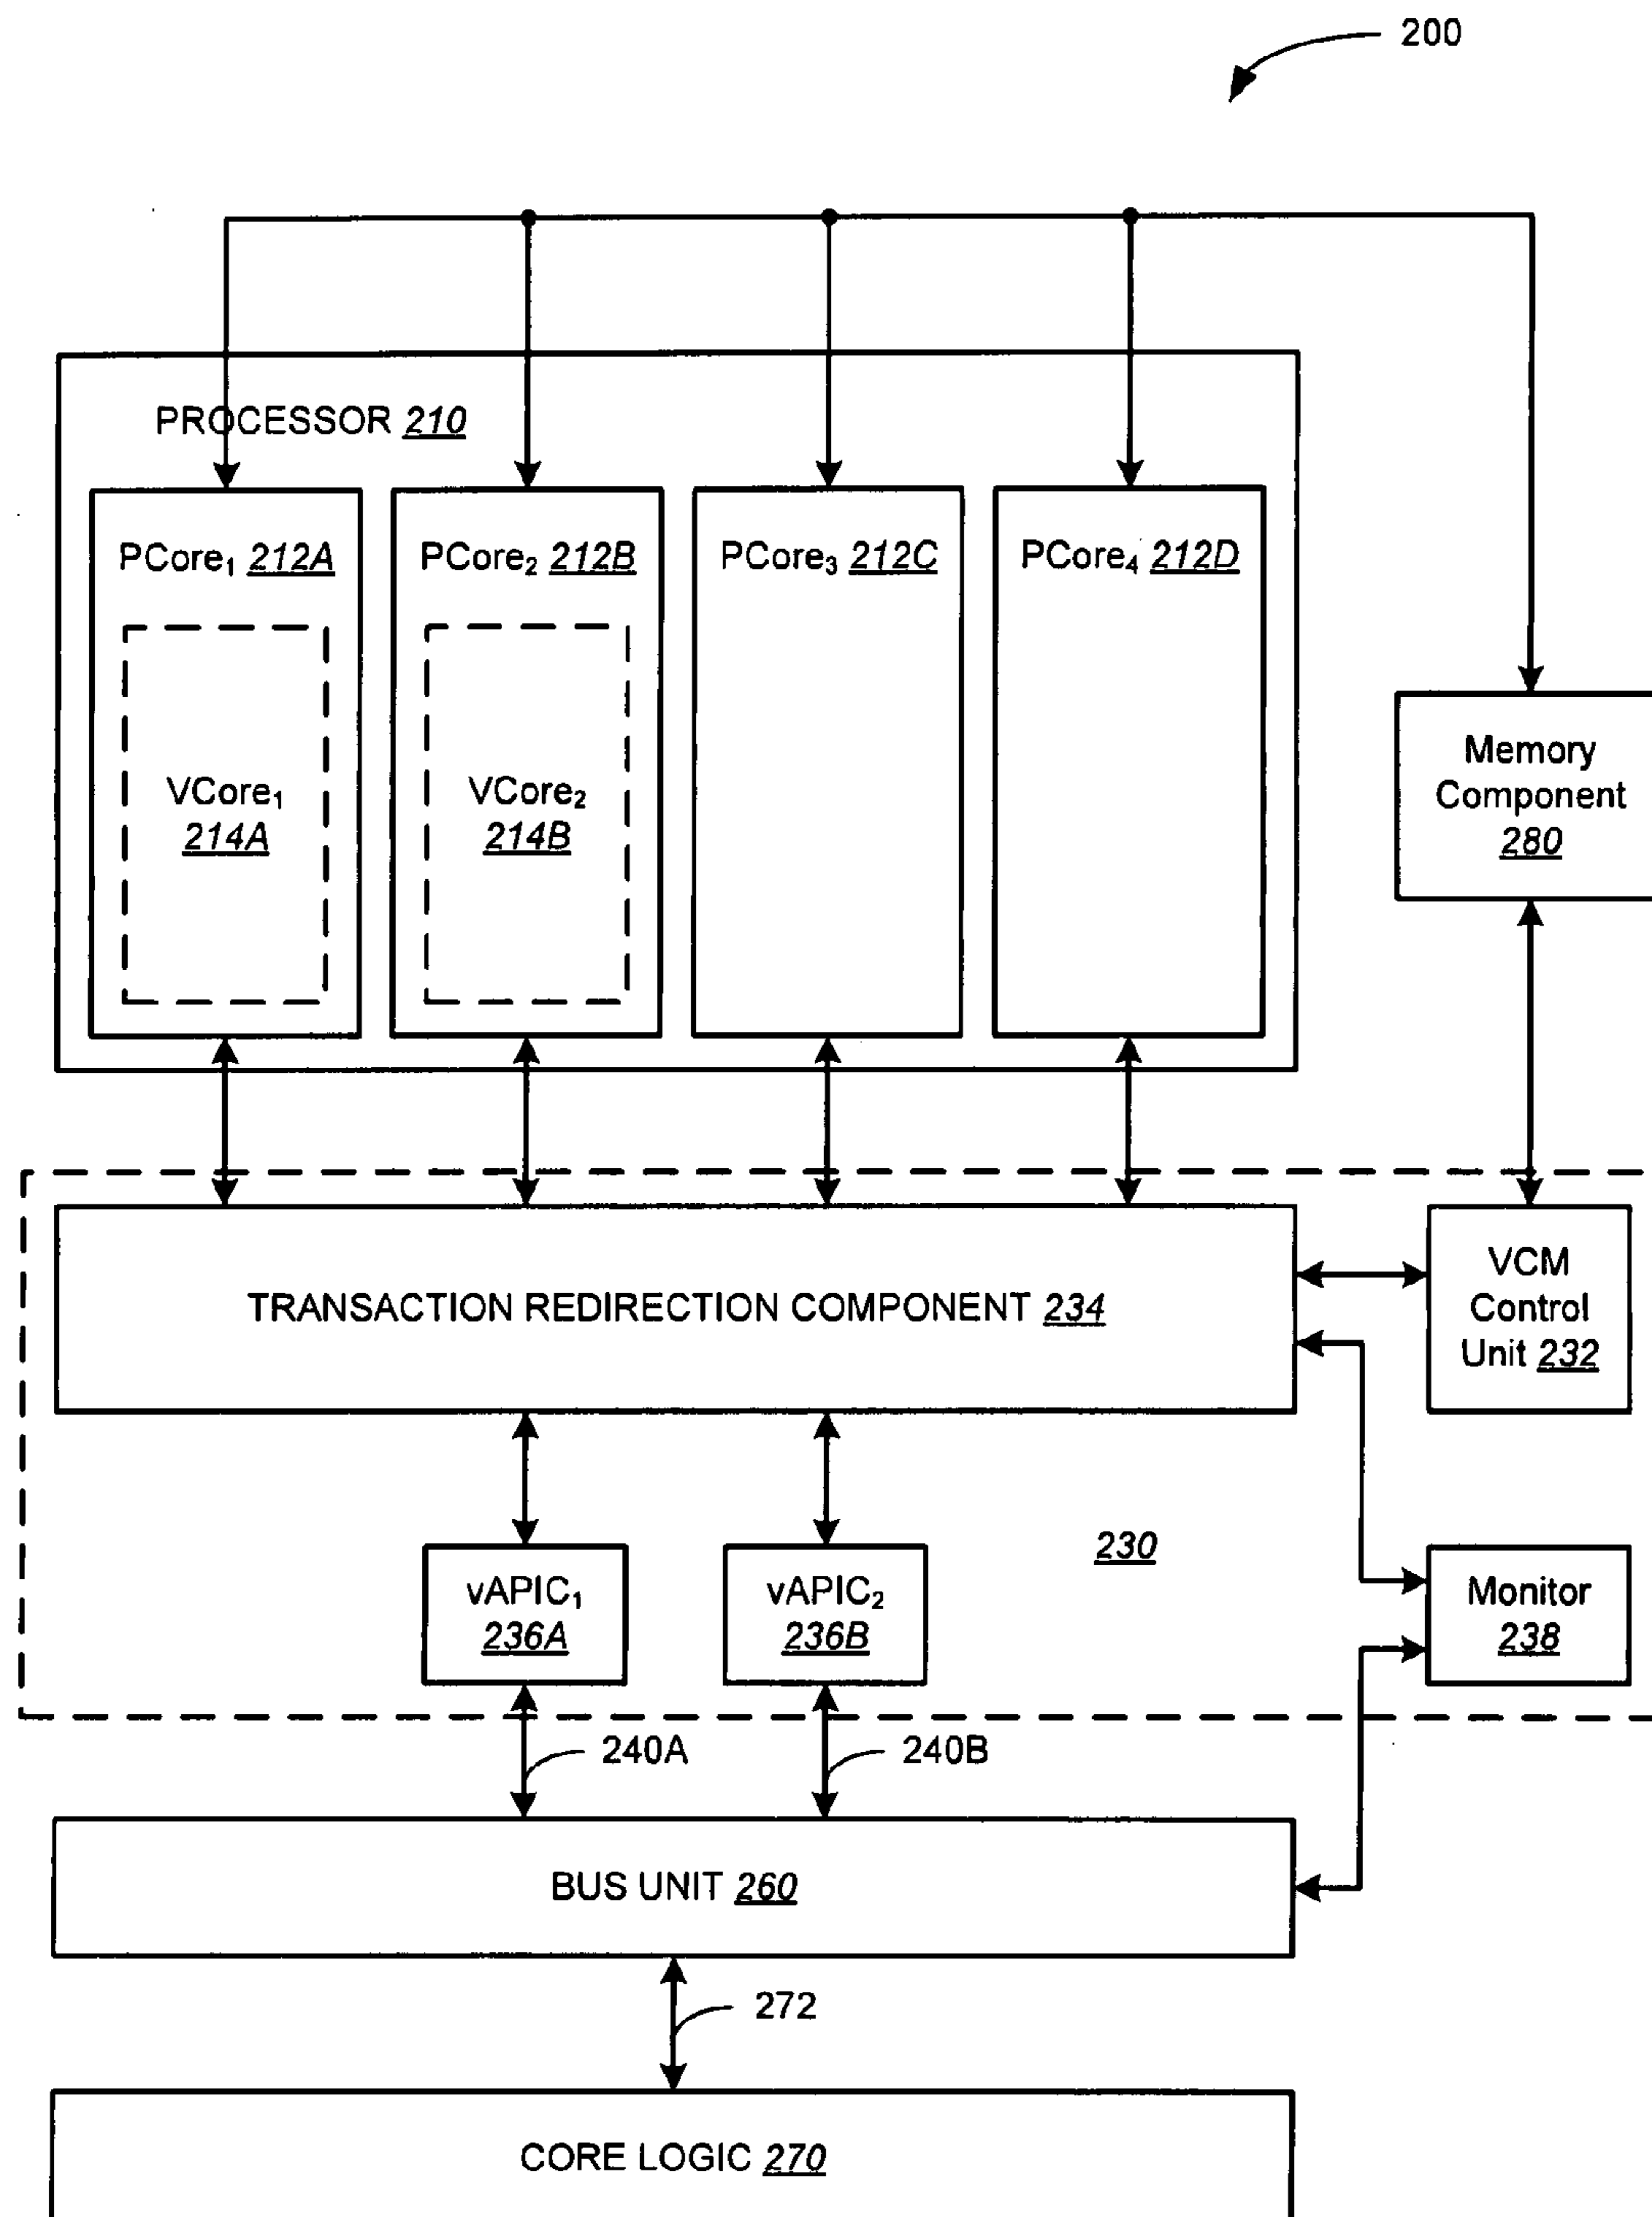 200
PROCESSOR 210
PCore₁ 212A
PCore₂ 212B
PCore₃ 212C
PCore₄ 212D
VCore₁
214A
VCore₂
214B
Memory
Component
280
TRANSACTION REDIRECTION COMPONENT 234
VCM
Control
Unit 232
230
vAPIC₁
236A
vAPIC₂
236B
Monitor
238
240A
240B
BUS UNIT 260
272
CORE LOGIC 270